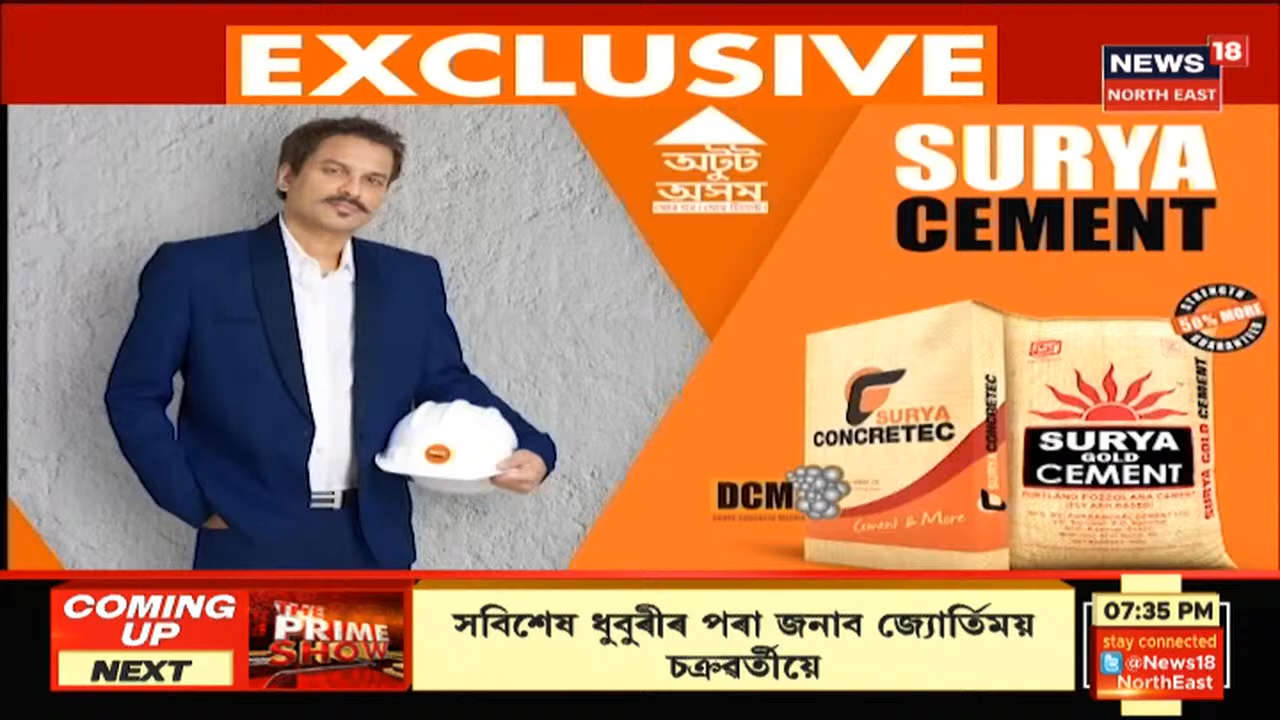 EXCLUSIVE
NEWS 18
NORTH EAST
অটুট
অসম
SURYA
CEMENT
STRENGTH
50% MORE
GUARANTEED
SURYA
CONCRETEC
SURYA CONCRETEC
Cement & More
DCM
SURYA
GOLD
CEMENT
PORTLAND POZZOLANA CEMENT
SURYA GOLD CEMENT
COMING
UP
NEXT
THE
PRIME
SHOW
সবিশেষ ধুবুৰীৰ পৰা জনাব জ্যোৰ্তিময়
চক্ৰৱৰ্তীয়ে
07:35 PM
stay connected
@News18
NorthEast